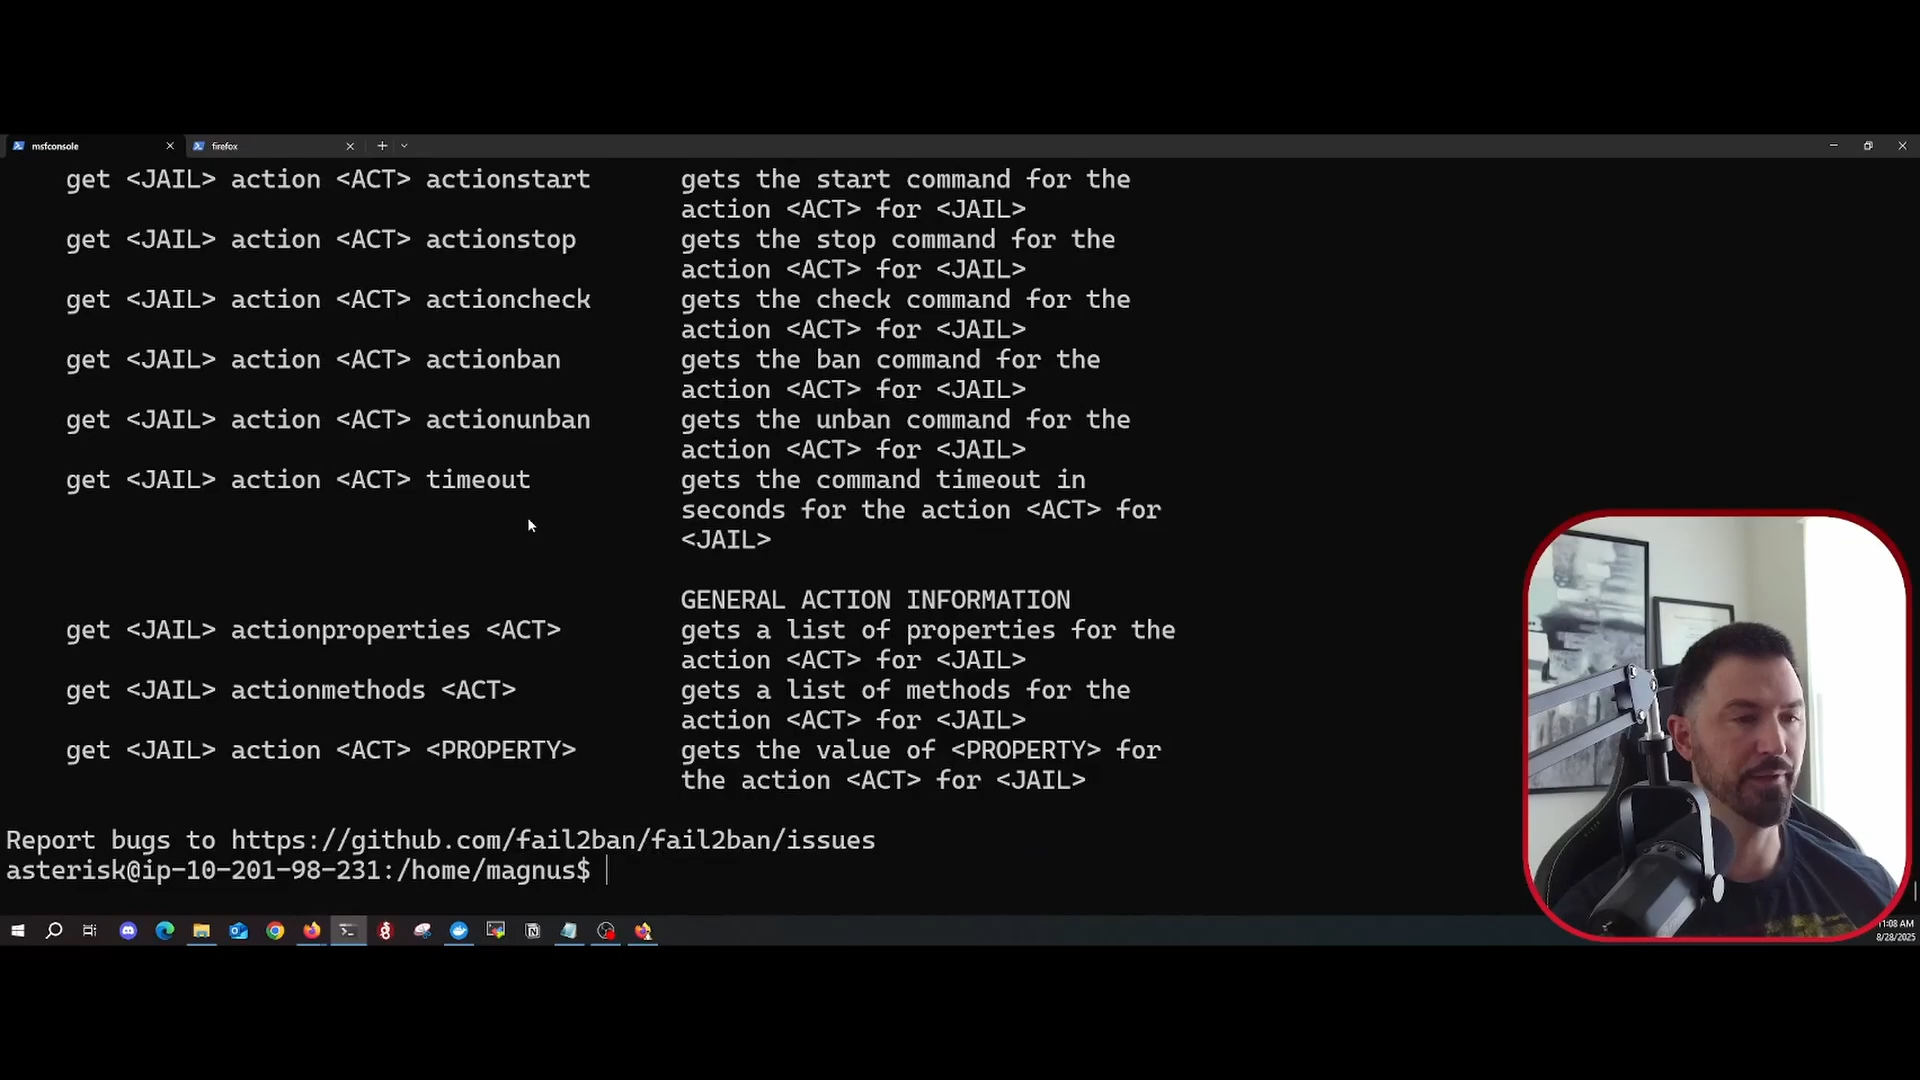 msfconsole
firefox
get <JAIL> action <ACT> actionstart gets the start command for the
action <ACT> for <JAIL>
get <JAIL> action <ACT> actionstop gets the stop command for the
action <ACT> for <JAIL>
get <JAIL> action <ACT> actioncheck gets the check command for the
action <ACT> for <JAIL>
get <JAIL> action <ACT> actionban gets the ban command for the
action <ACT> for <JAIL>
get <JAIL> action <ACT> actionunban gets the unban command for the
action <ACT> for <JAIL>
get <JAIL> action <ACT> timeout gets the command timeout in
seconds for the action <ACT> for
<JAIL>
GENERAL ACTION INFORMATION
get <JAIL> actionproperties <ACT> gets a list of properties for the
action <ACT> for <JAIL>
get <JAIL> actionmethods <ACT> gets a list of methods for the
action <ACT> for <JAIL>
get <JAIL> action <ACT> <PROPERTY> gets the value of <PROPERTY> for
the action <ACT> for <JAIL>
Report bugs to https://github.com/fail2ban/fail2ban/issues
asterisk@ip-10-201-98-231:/home/magnus$
11:08 AM
8/28/2025